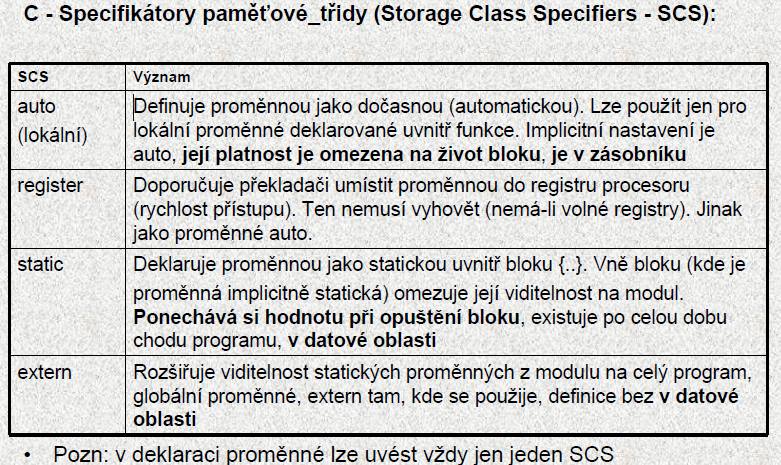 C - Specifikátory paměťové_třidy (Storage Class Specifiers - SCS):
SCS
Význam
auto
(lokální)
Definuje proměnnou jako dočasnou (automatickou). Lze použít jen pro
lokální proměnné deklarované uvnitř funkce. Implicitní nastavení je
auto, její platnost je omezena na život bloku, je v zásobníku
register
Doporučuje překladači umístit proměnnou do registru procesoru
(rychlost přístupu). Ten nemusí vyhovět (nemá-li volné registry). Jinak
jako proměnné auto.
static
Deklaruje proměnnou jako statickou uvnitř bloku {..}. Vně bloku (kde je
proměnná implicitně statická) omezuje její viditelnost na modul.
Ponechává si hodnotu při opuštění bloku, existuje po celou dobu
chodu programu, v datové oblasti
extern
Rozšiřuje viditelnost statických proměnných z modulu na celý program,
globální proměnné, extern tam, kde se použije, definice bez v datové
oblasti
• Pozn: v deklaraci proměnné lze uvést vždy jen jeden SCS